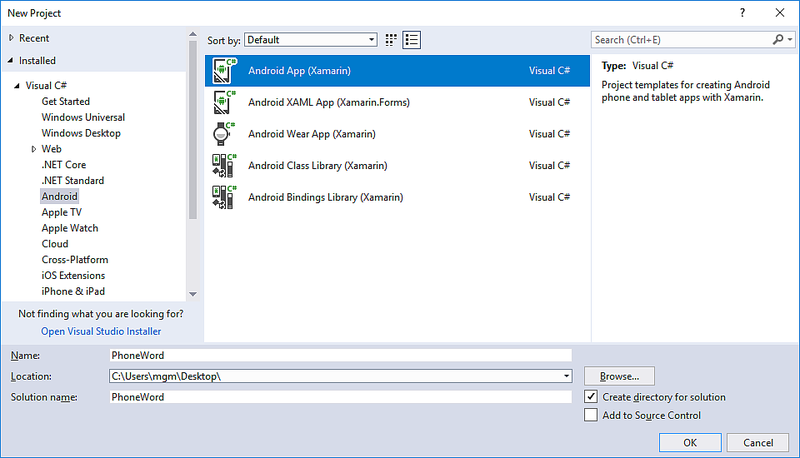 New Project
? ×
Recent
Installed
Visual C#
Get Started
Windows Universal
Windows Desktop
Web
.NET Core
.NET Standard
Android
Apple TV
Apple Watch
Cloud
Cross-Platform
iOS Extensions
iPhone & iPad
Not finding what you are looking for?
Open Visual Studio Installer
Sort by: Default
Search (Ctrl+E)
C# Android App (Xamarin) Visual C#
C# Android XAML App (Xamarin.Forms) Visual C#
C# Android Wear App (Xamarin) Visual C#
C# Android Class Library (Xamarin) Visual C#
C# Android Bindings Library (Xamarin) Visual C#
Type: Visual C#
Project templates for creating Android
phone and tablet apps with Xamarin.
Name: PhoneWord
Location: C:\Users\mgm\Desktop\
Browse...
Solution name: PhoneWord
Create directory for solution
Add to Source Control
OK Cancel